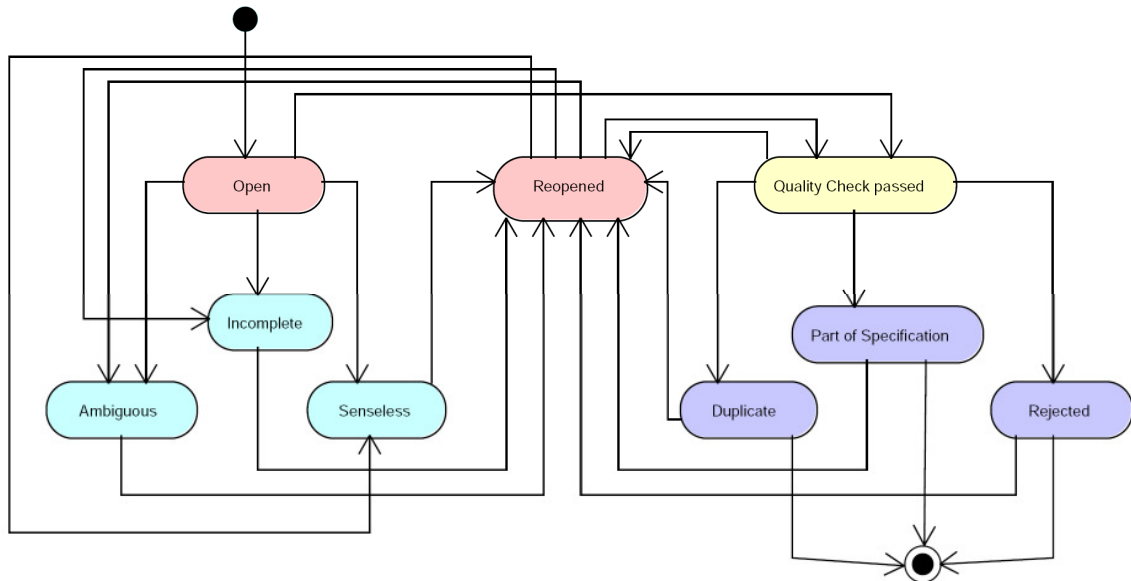 Open
Reopened
Quality Check passed
Incomplete
Part of Specification
Ambiguous
Senseless
Duplicate
Rejected